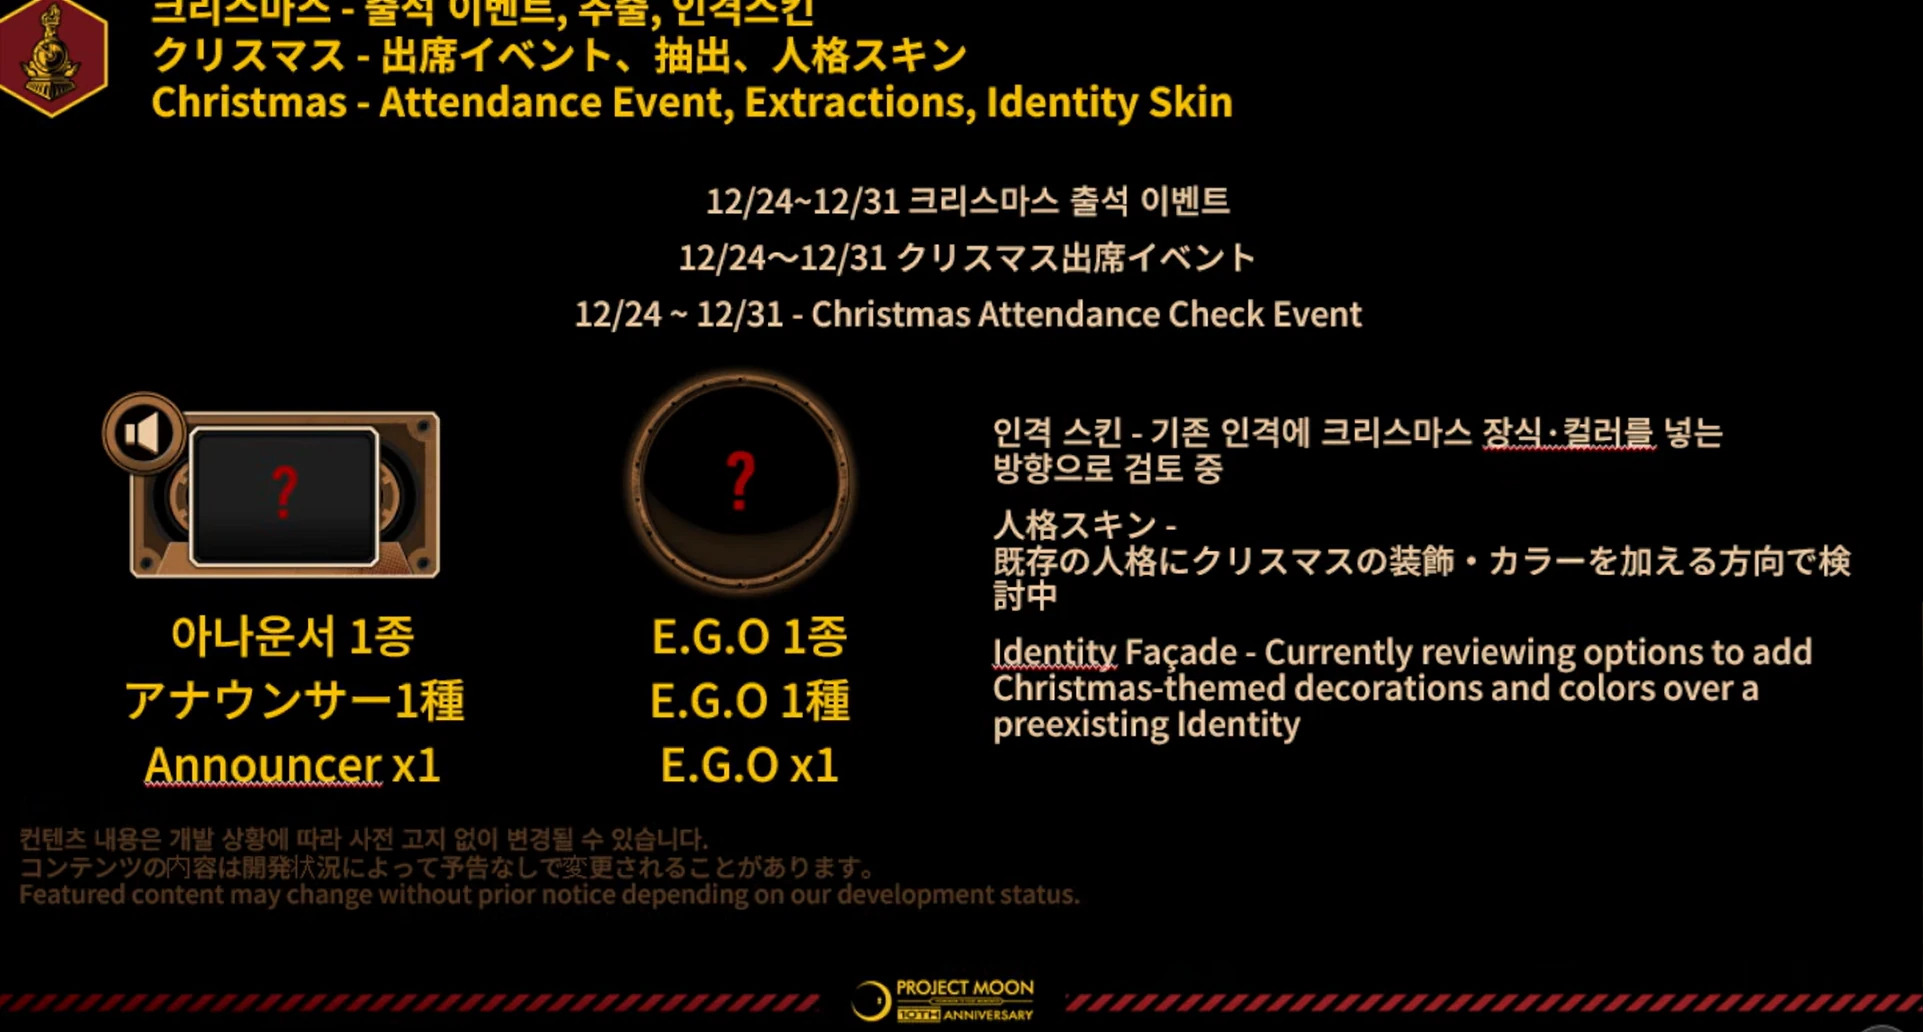 크리스마스 - 출석 이벤트, 추출, 인격스킨
クリスマス - 出席イベント、抽出、人格スキン
Christmas - Attendance Event, Extractions, Identity Skin
12/24~12/31 크리스마스 출석 이벤트
12/24～12/31 クリスマス出席イベント
12/24 ~ 12/31 - Christmas Attendance Check Event
?
아나운서 1종
アナウンサー1種
Announcer x1
?
E.G.O 1종
E.G.O 1種
E.G.O x1
인격 스킨 - 기존 인격에 크리스마스 장식·컬러를 넣는
방향으로 검토 중
人格スキン -
既存の人格にクリスマスの装飾・カラーを加える方向で検
討中
Identity Façade - Currently reviewing options to add
Christmas-themed decorations and colors over a
preexisting Identity
컨텐츠 내용은 개발 상황에 따라 사전 고지 없이 변경될 수 있습니다.
コンテンツの内容は開発状況によって予告なしで変更されることがあります。
Featured content may change without prior notice depending on our development status.
PROJECT MOON
10TH ANNIVERSARY